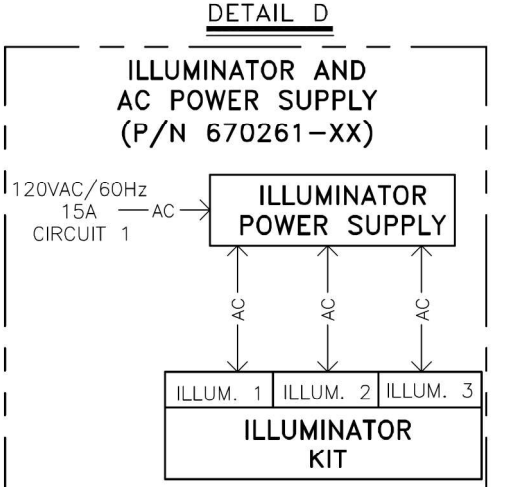 DETAIL D
ILLUMINATOR AND
AC POWER SUPPLY
(P/N 670261-XX)
120VAC/60Hz
15A
CIRCUIT 1
AC
ILLUMINATOR
POWER SUPPLY
AC
AC
AC
ILLUM. 1
ILLUM. 2
ILLUM. 3
ILLUMINATOR
KIT